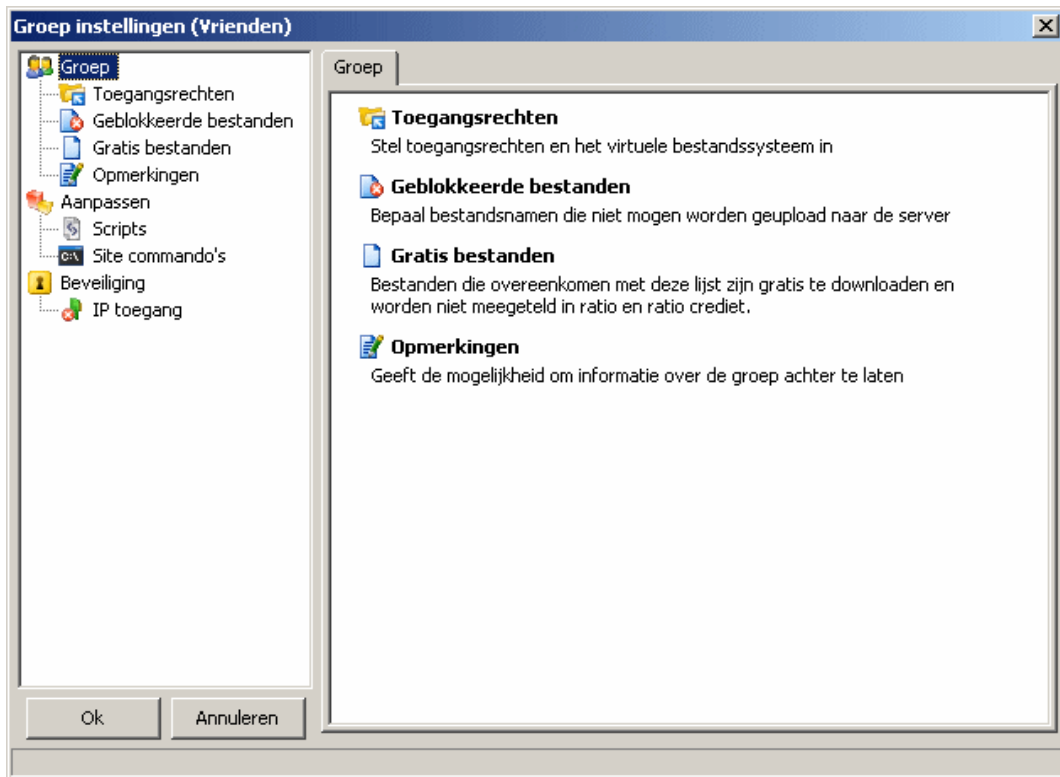 Groep instellingen (Vrienden)
Groep
Toegangsrechten
Geblokkeerde bestanden
Gratis bestanden
Opmerkingen
Aanpassen
Scripts
C:\ Site commando's
Beveiliging
IP toegang
Ok
Annuleren
Groep
Toegangsrechten
Stel toegangsrechten en het virtuele bestandssysteem in
Geblokkeerde bestanden
Bepaal bestandsnamen die niet mogen worden geupload naar de server
Gratis bestanden
Bestanden die overeenkomen met deze lijst zijn gratis te downloaden en
worden niet meegeteld in ratio en ratio crediet.
Opmerkingen
Geeft de mogelijkheid om informatie over de groep achter te laten